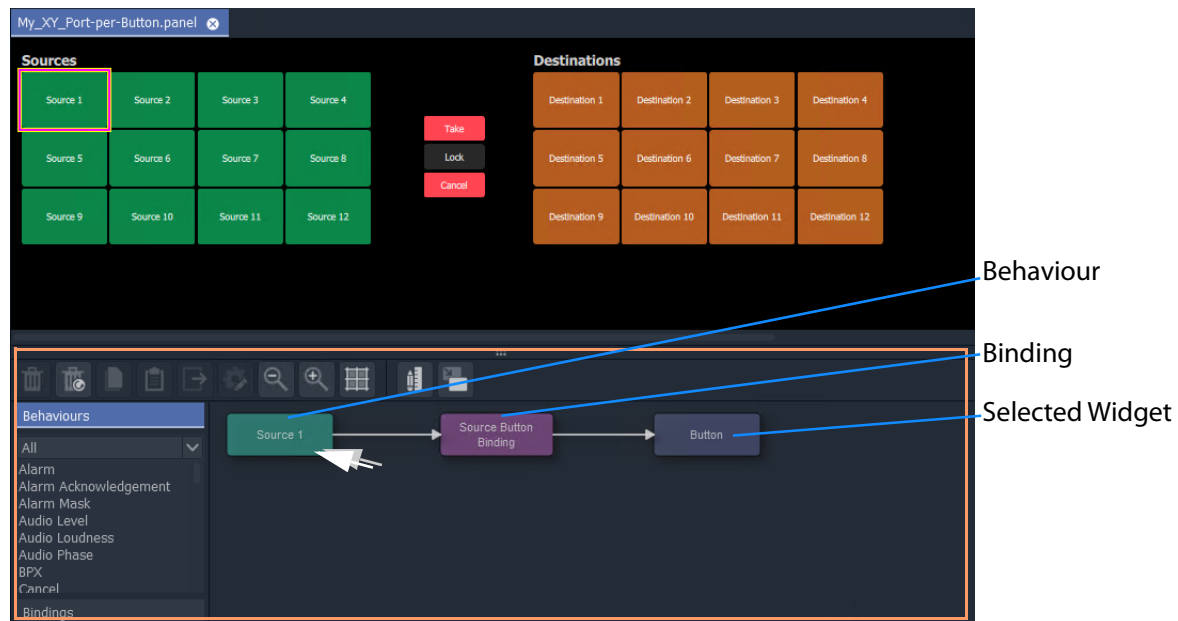 My_XY_Port-per-Button.panel
Sources
Destinations
Source 1
Source 2
Source 3
Source 4
Destination 1
Destination 2
Destination 3
Destination 4
Take
Source 5
Source 6
Source 7
Source 8
Lock
Destination 5
Destination 6
Destination 7
Destination 8
Cancel
Source 9
Source 10
Source 11
Source 12
Destination 9
Destination 10
Destination 11
Destination 12
Behaviour
Binding
Selected Widget
Behaviours
All
Alarm
Alarm Acknowledgement
Alarm Mask
Audio Level
Audio Loudness
Audio Phase
BPX
Cancel
Bindings
Source 1
Source Button
Binding
Button